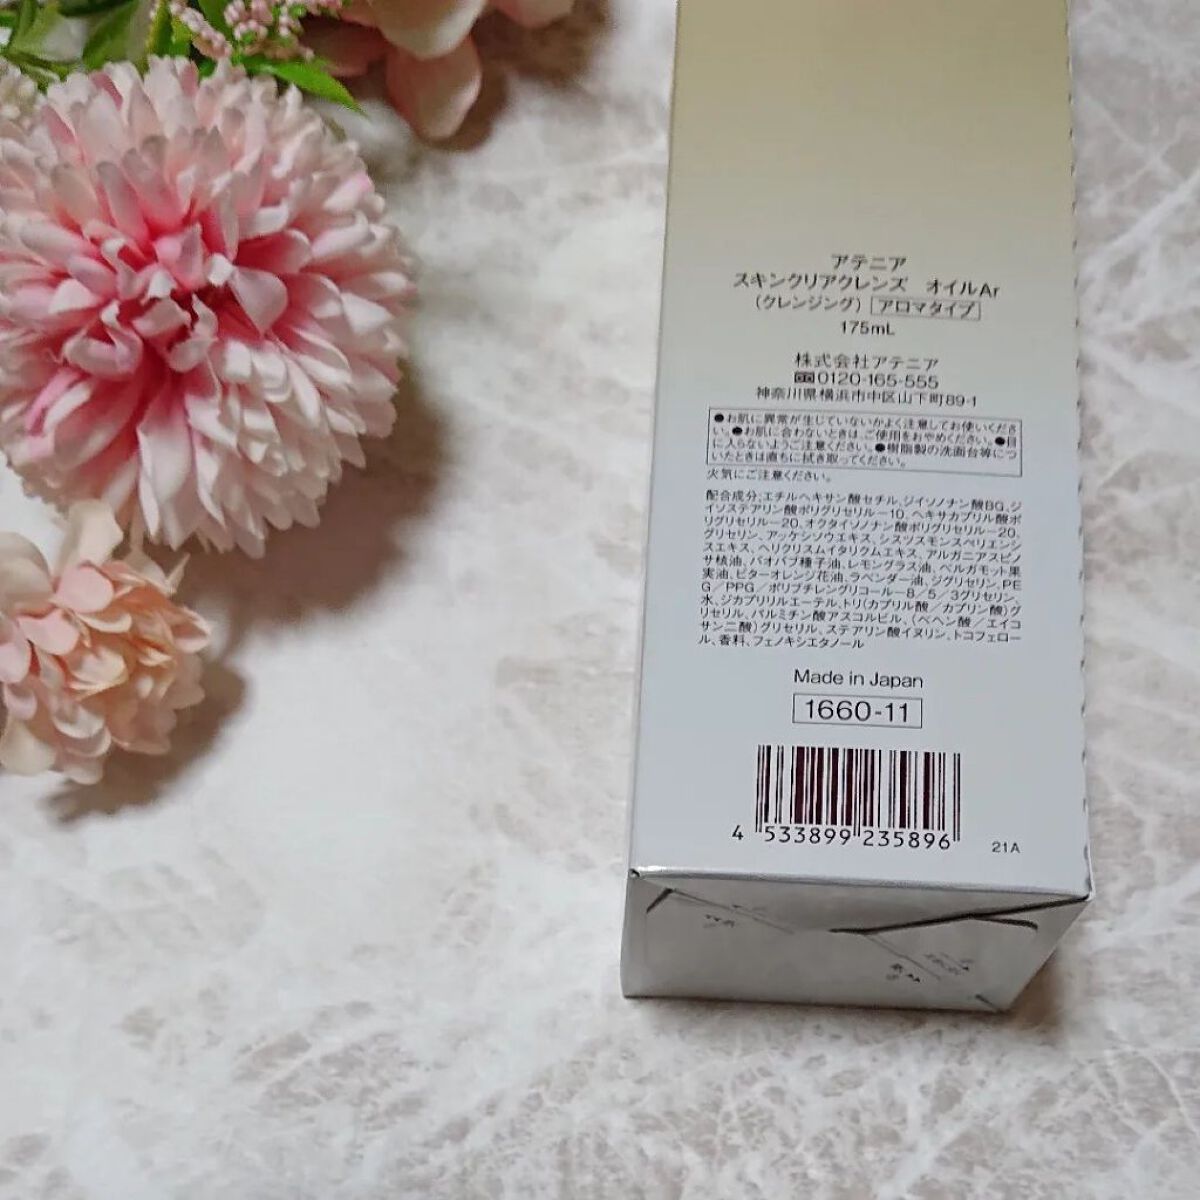 アテニア
スキンクリアクレンズ オイルAr
(クレンジング) アロマタイプ
175mL
株式会社アテニア
0120-165-555
神奈川県横浜市中区山下町89-1
●お肌に異常が生じていないかよく注意してお使いくださ
い。●お肌に合わないときは、ご使用をおやめください。●目
に入らないようご注意ください。●樹脂製の洗面台等につ
いたときは直ちに拭き取ってください。
火気にご注意ください。
配合成分:エチルヘキサン酸セチル、ジイソノナン酸BG、ジ
イソステアリン酸ポリグリセリル-10、ヘキサカプリル酸ポ
リグリセリル-20、オクタイソノナン酸ポリグリセリル-20、
グリセリン、アッケシソウエキス、シスツスモンスペリエンシ
スエキス、ヘリクリスムイタリクムエキス、アルガニアスピノ
サ核油、バオバブ種子油、レモングラス油、ベルガモット果
実油、ビターオレンジ花油、ラベンダー油、ジグリセリン、PE
G/PPG/ポリブチレングリコール-8/5/3グリセリン、
水、ジカプリリルエーテル、トリ(カプリル酸/カプリン酸)グ
リセリル、パルミチン酸アスコルビル、(ベヘン酸/エイコ
サン二酸)グリセリル、ステアリン酸イヌリン、トコフェロー
ル、香料、フェノキシエタノール
Made in Japan
1660-11
4 533899 235896
21A